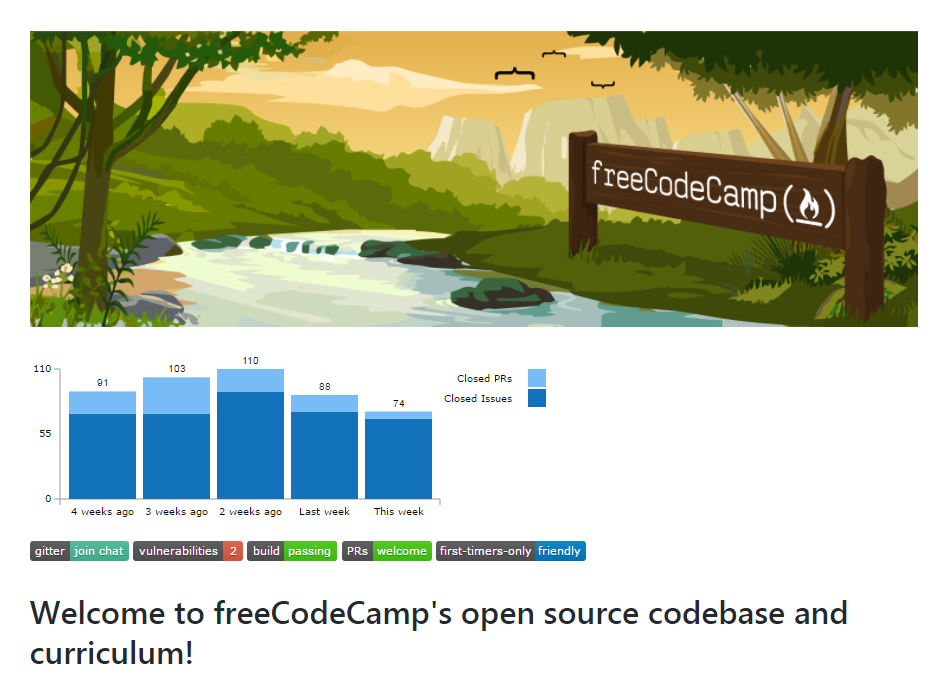 freeCodeCamp(🔥)
110
91
103
110
88
74
Closed PRs
Closed Issues
55
0
4 weeks ago 3 weeks ago 2 weeks ago Last week This week
gitter join chat vulnerabilities 2 build passing PRs welcome first-timers-only friendly
Welcome to freeCodeCamp's open source codebase and
curriculum!